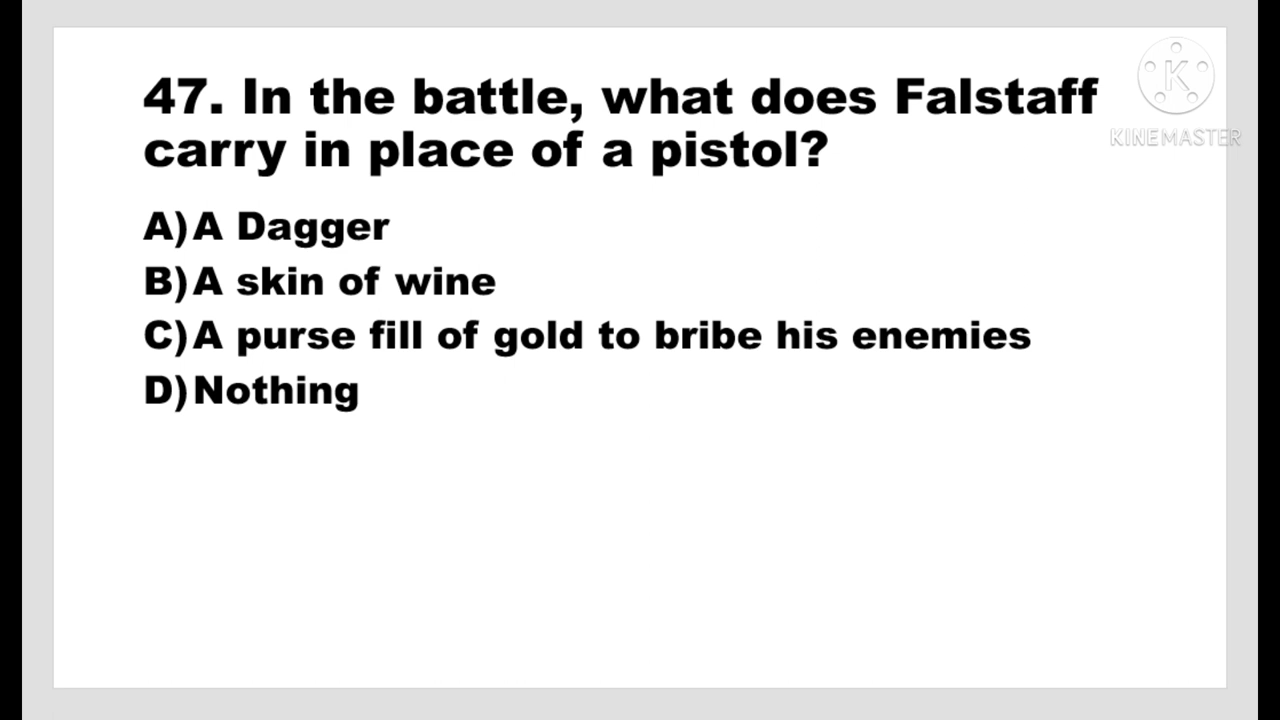 47. In the battle, what does Falstaff
carry in place of a pistol?
A) A Dagger
B) A skin of wine
C) A purse fill of gold to bribe his enemies
D) Nothing
K
KINEMASTER